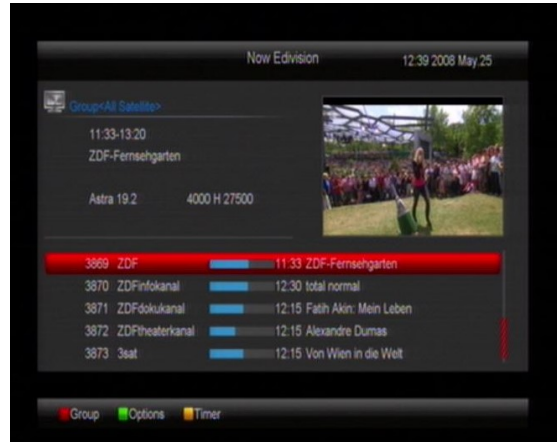 Now Edivision
12:39 2008 May.25
Group<All Satellite>
11:33-13:20
ZDF-Fernsehgarten
Astra 19.2 4000 H 27500
3869 ZDF 11:33 ZDF-Fernsehgarten
3870 ZDFinfokanal 12:30 total normal
3871 ZDFdokukanal 12:15 Fatih Akin: Mein Leben
3872 ZDFtheaterkanal 12:15 Alexandre Dumas
3873 3sat 12:15 Von Wien in die Welt
Group Options Timer